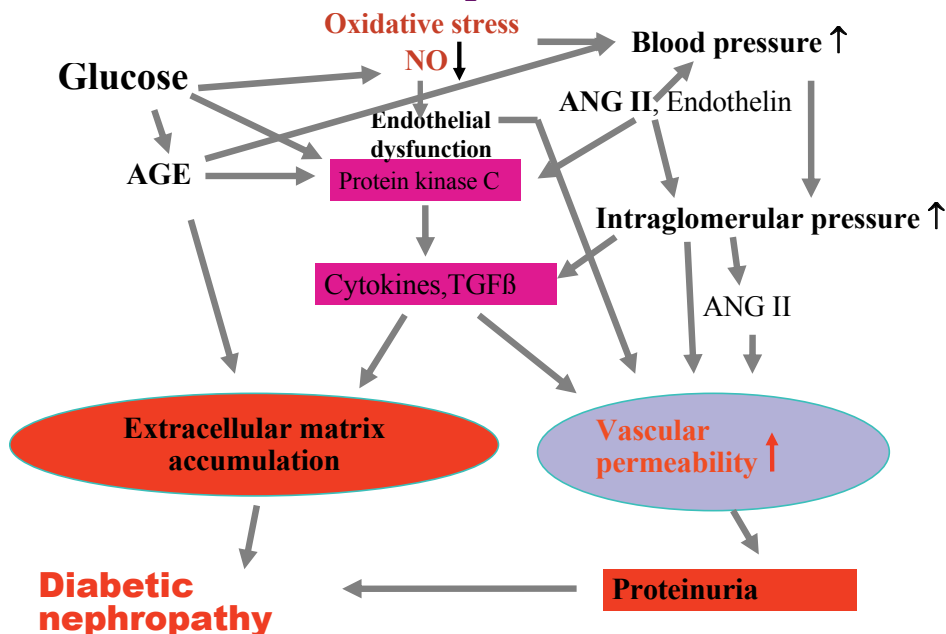 Oxidative stress
NO ↓
Blood pressure ↑
Glucose
ANG II, Endothelin
Endothelial
dysfunction
AGE
Protein kinase C
Intraglomerular pressure ↑
Cytokines,TGFß
ANG II
Extracellular matrix
accumulation
Vascular
permeability ↑
Diabetic
nephropathy
Proteinuria